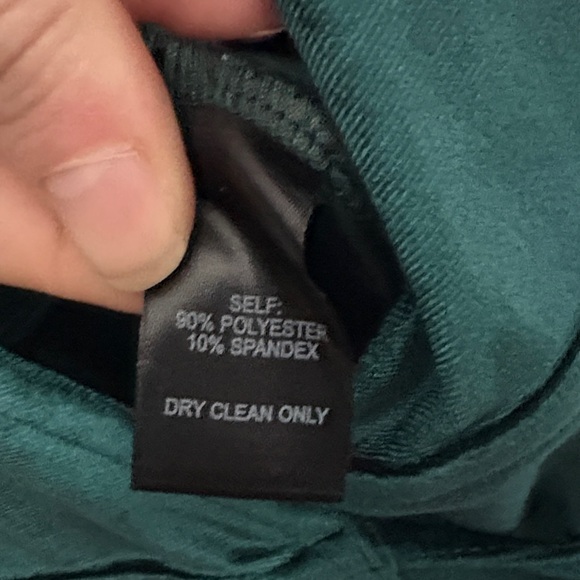 SELF:
90% POLYESTER
10% SPANDEX
DRY CLEAN ONLY